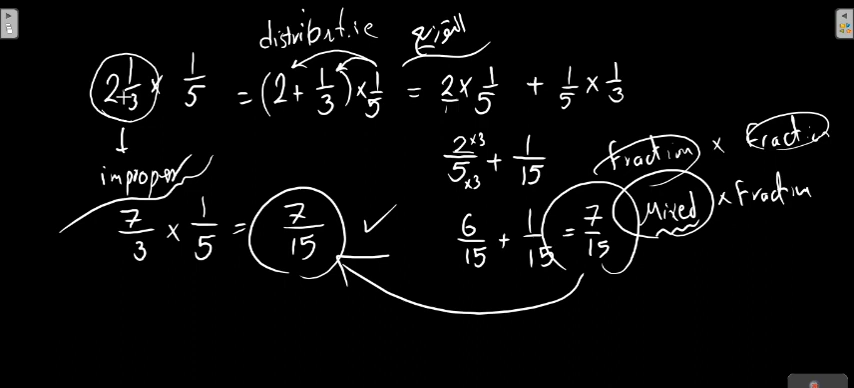 distributive التوزيع
2 1/3 × 1/5 = (2 + 1/3) × 1/5 = 2 × 1/5 + 1/5 × 1/3
2×3/5×3 + 1/15
Fraction × Fraction
improper
Mixed × Fraction
7/3 × 1/5 = 7/15 ✓
6/15 + 1/15 = 7/15